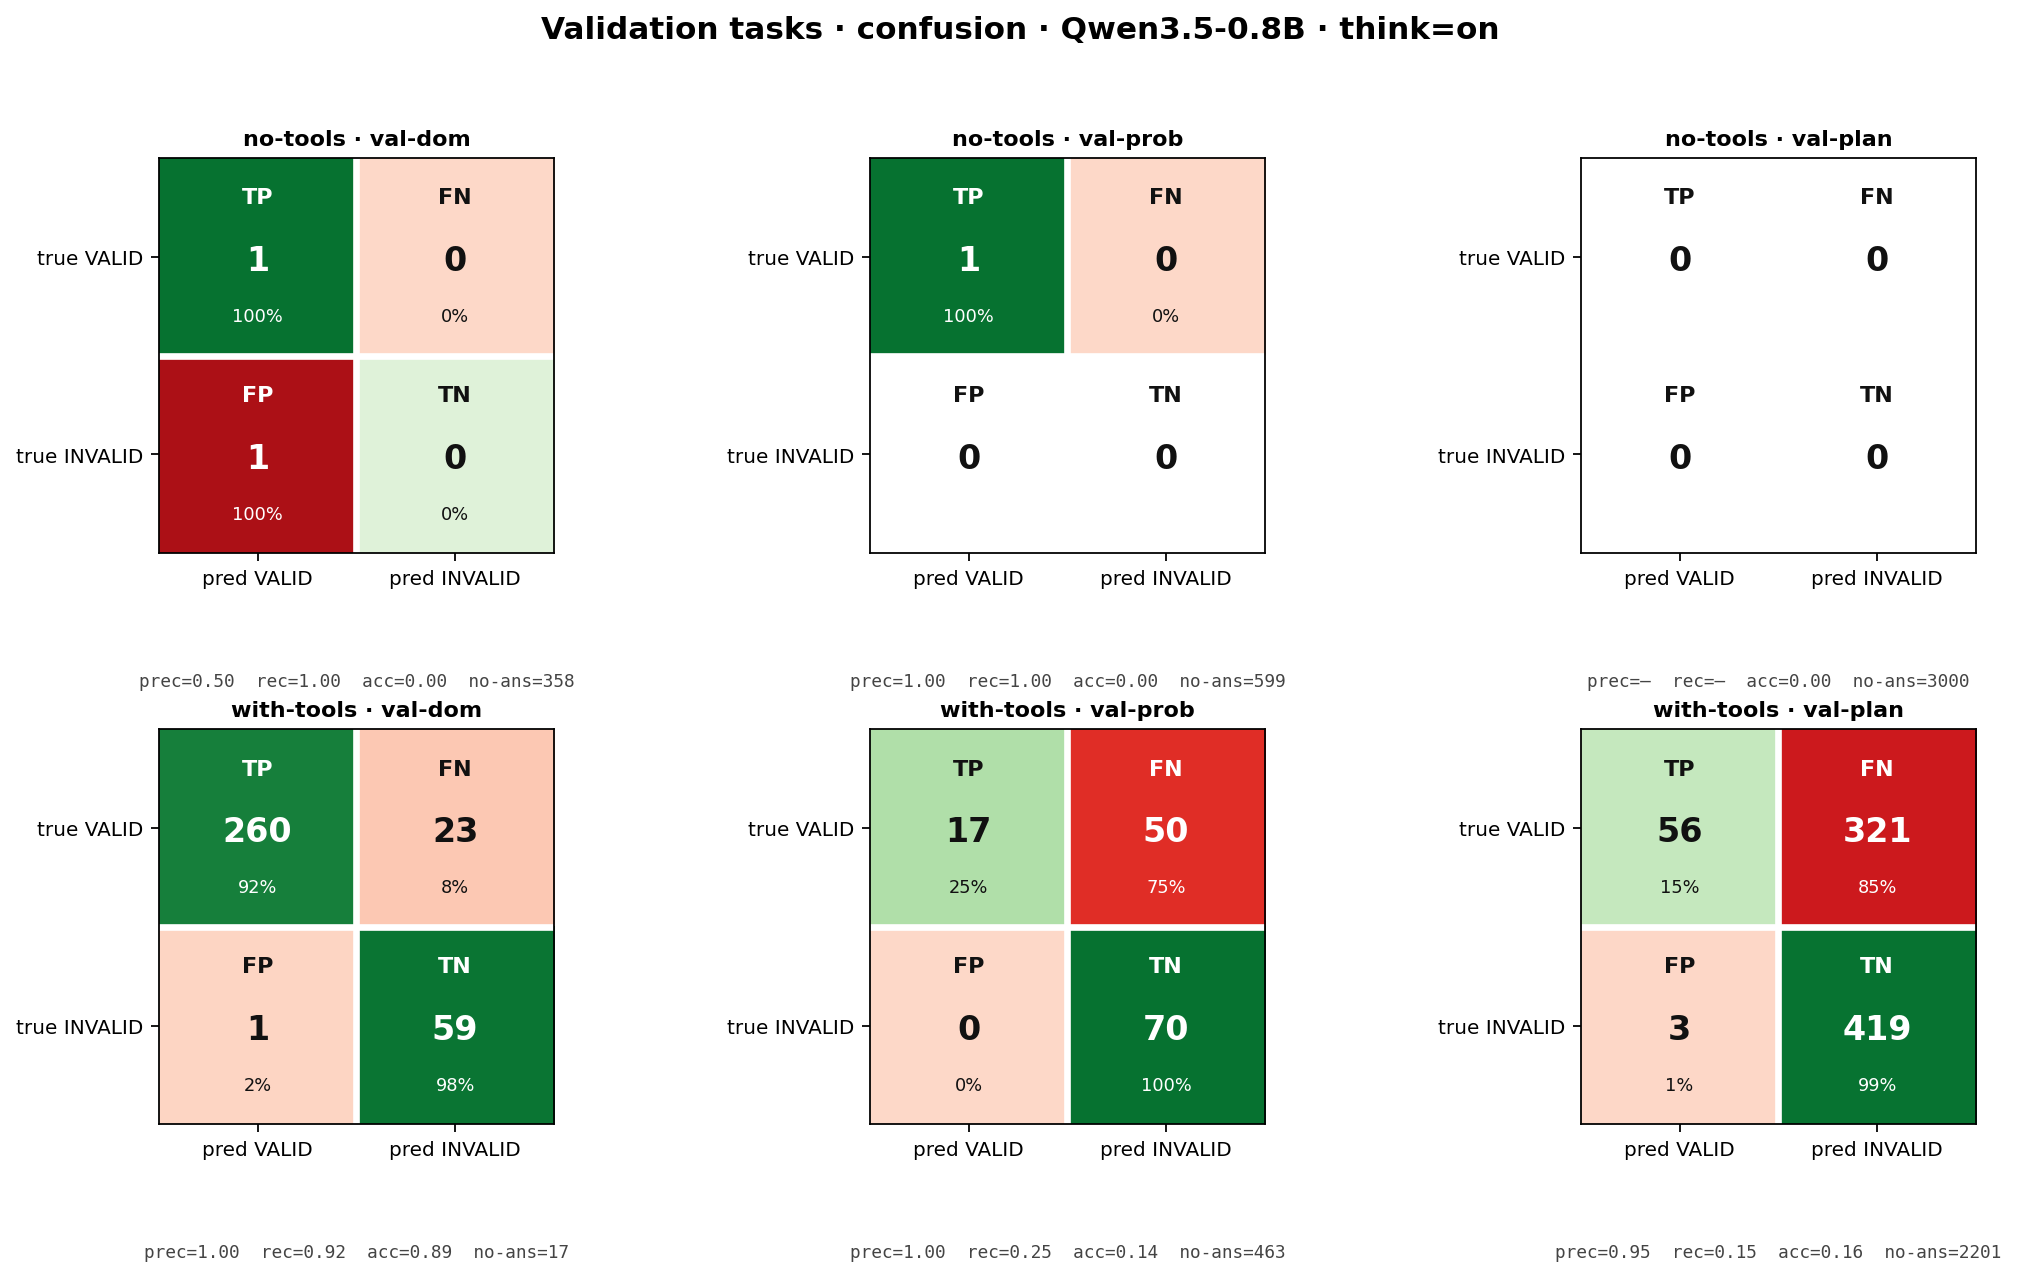 Validation tasks · confusion · Qwen3.5-0.8B · think=on
no-tools · val-dom
TP
1
100%
FN
0
0%
FP
1
100%
TN
0
0%
true VALID
true INVALID
pred VALID
pred INVALID
prec=0.50 rec=1.00 acc=0.00 no-ans=358
no-tools · val-prob
TP
1
100%
FN
0
0%
FP
0
TN
0
true VALID
true INVALID
pred VALID
pred INVALID
prec=1.00 rec=1.00 acc=0.00 no-ans=599
no-tools · val-plan
TP
0
FN
0
FP
0
TN
0
true VALID
true INVALID
pred VALID
pred INVALID
prec=— rec=— acc=0.00 no-ans=3000
with-tools · val-dom
TP
260
92%
FN
23
8%
FP
1
2%
TN
59
98%
true VALID
true INVALID
pred VALID
pred INVALID
prec=1.00 rec=0.92 acc=0.89 no-ans=17
with-tools · val-prob
TP
17
25%
FN
50
75%
FP
0
0%
TN
70
100%
true VALID
true INVALID
pred VALID
pred INVALID
prec=1.00 rec=0.25 acc=0.14 no-ans=463
with-tools · val-plan
TP
56
15%
FN
321
85%
FP
3
1%
TN
419
99%
true VALID
true INVALID
pred VALID
pred INVALID
prec=0.95 rec=0.15 acc=0.16 no-ans=2201